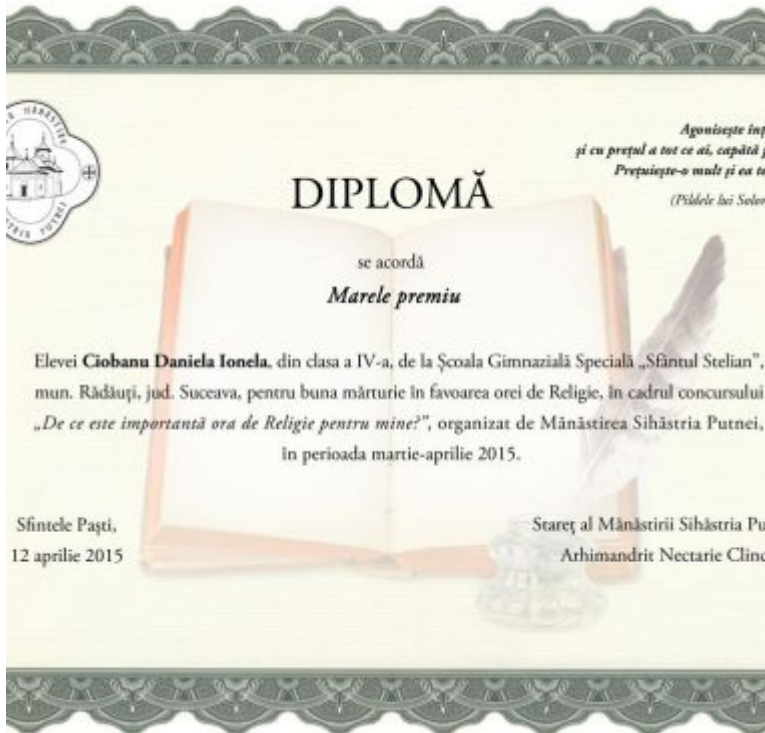 Agonisește
și cu prețul a tot ce ai, capătă
Prețuiește-o mult și ea
(Pildele lui
DIPLOMĂ
MĂNĂSTIRE
PUTNEI
se acordă
Marele premiu
Elevei Ciobanu Daniela Ionela, din clasa a IV-a, de la Școala Gimnazială Specială „Sfântul Stelian”,
mun. Rădăuți, jud. Suceava, pentru buna mărturie în favoarea orei de Religie, în cadrul concursului
„De ce este importantă ora de Religie pentru mine?”, organizat de Mănăstirea Sihăstria Putnei,
în perioada martie-aprilie 2015.
Sfintele Paști,
12 aprilie 2015
Stareț al Mănăstirii Sihăstria
Arhimandrit Nectarie